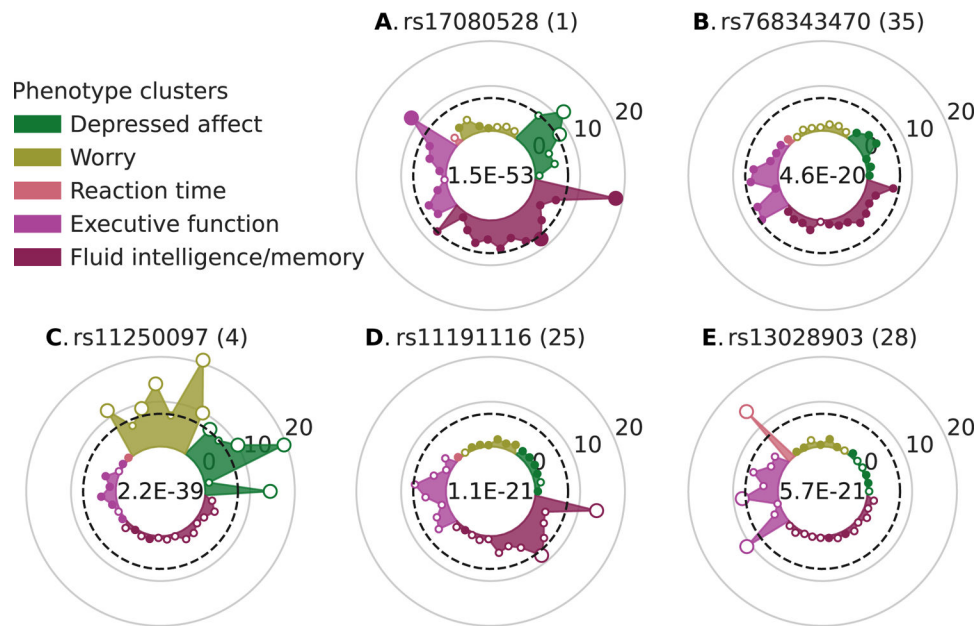 A. rs17080528 (1)
B. rs768343470 (35)
Phenotype clusters
Depressed affect
Worry
Reaction time
Executive function
Fluid intelligence/memory
0
10
20
1.5E-53
0
10
20
4.6E-20
C. rs11250097 (4)
D. rs11191116 (25)
E. rs13028903 (28)
0
10
20
2.2E-39
0
10
20
1.1E-21
0
10
20
5.7E-21